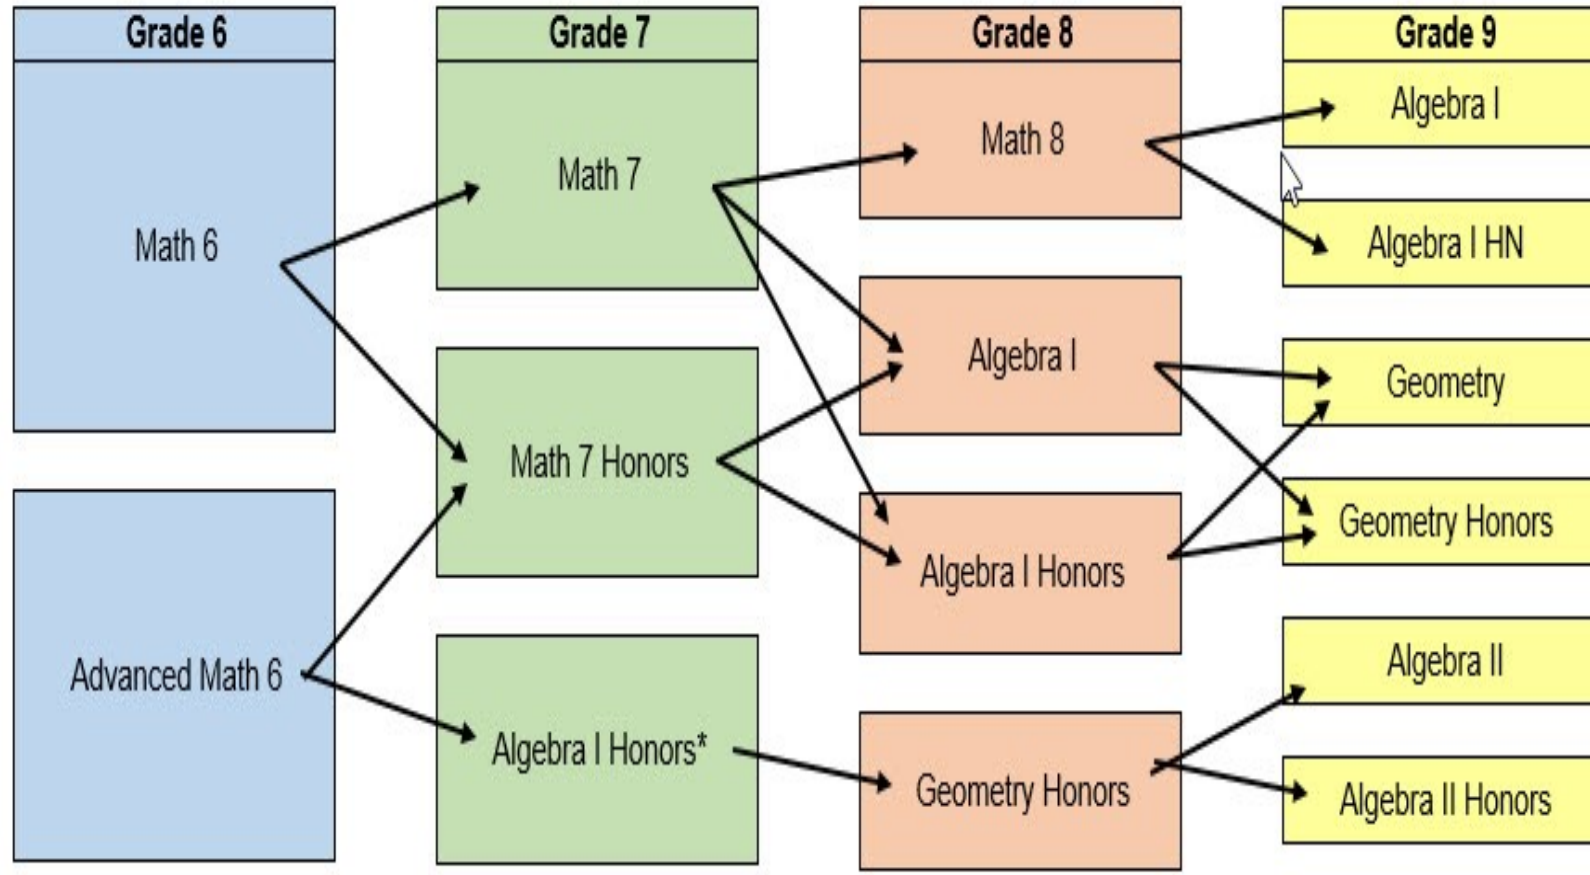 Grade 6
Math 6
Advanced Math 6
Grade 7
Math 7
Math 7 Honors
Algebra I Honors*
Grade 8
Math 8
Algebra I
Algebra I Honors
Geometry Honors
Grade 9
Algebra I
Algebra I HN
Geometry
Geometry Honors
Algebra II
Algebra II Honors